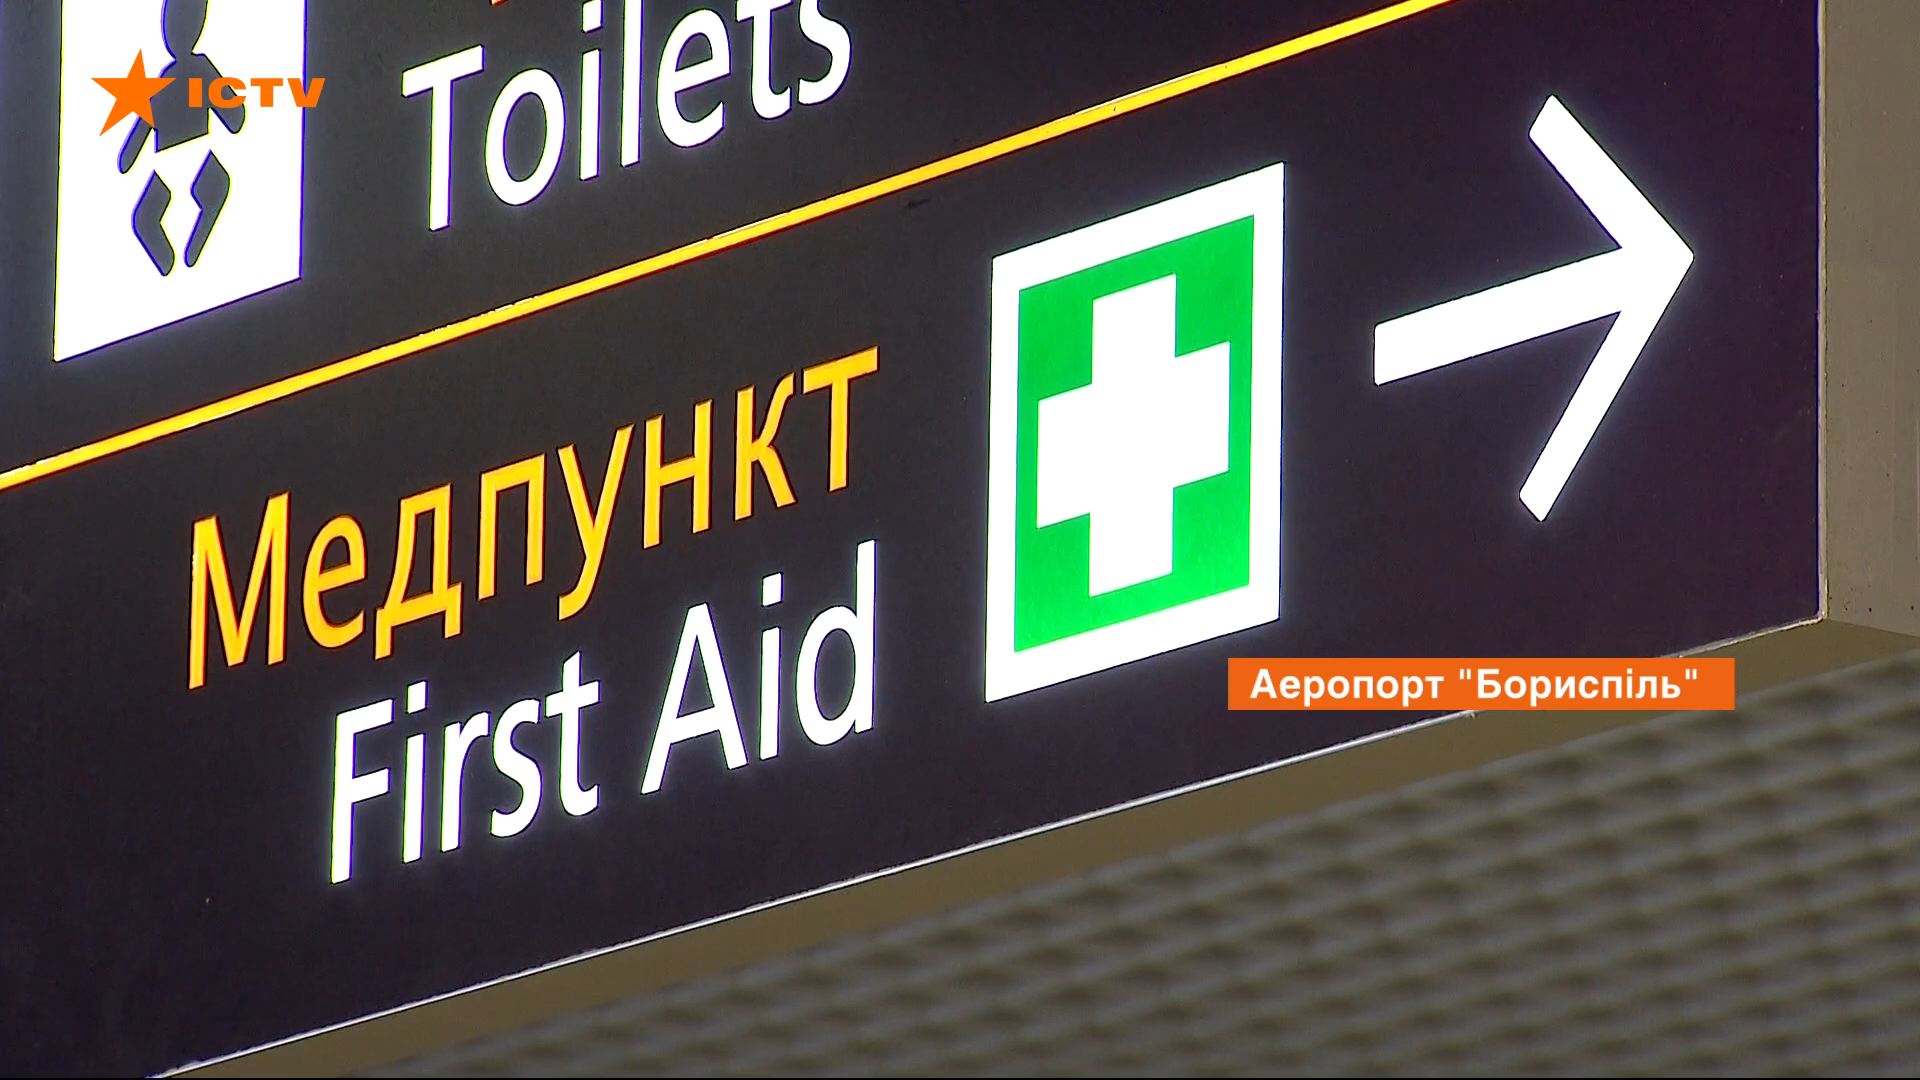 ICTV
Toilets
Медпункт
First Aid
Аеропорт "Бориспіль"